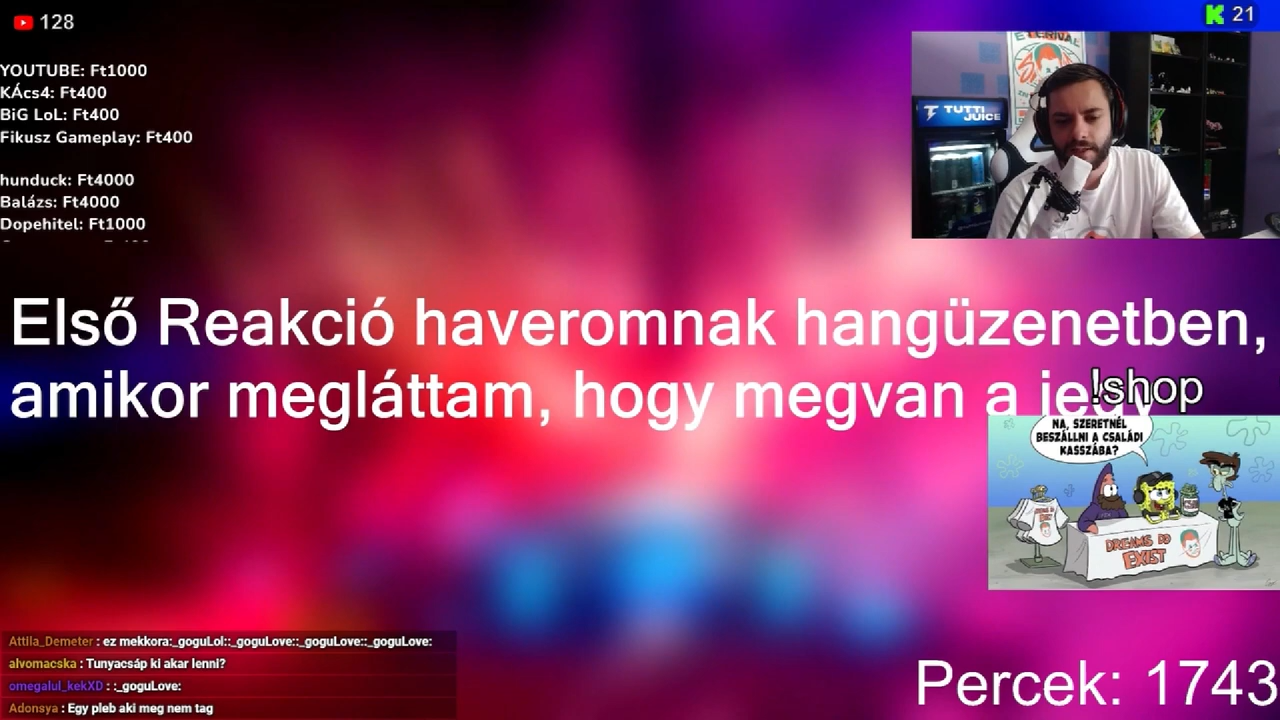 128
21
YOUTUBE: Ft1000
KÁcs4: Ft400
BiG LoL: Ft400
Fikusz Gameplay: Ft400
hunduck: Ft4000
Balázs: Ft4000
Dopehitel: Ft1000
TUTTI
JUICE
Első Reakció haveromnak hangüzenetben,
amikor megláttam, hogy megvan a jegy
!shop
NA, SZERETNÉL
BESZÁLLNI A CSALÁDI
KASSZÁBA?
DREAMS DO
EXIST
Attila_Demeter : ez mekkora:_goguLol::_goguLove::_goguLove::_goguLove:
alvomacska : Tunyacsáp ki akar lenni?
omegalul_kekXD : :_goguLove:
Adonsya : Egy pleb aki meg nem tag
Percek: 1743